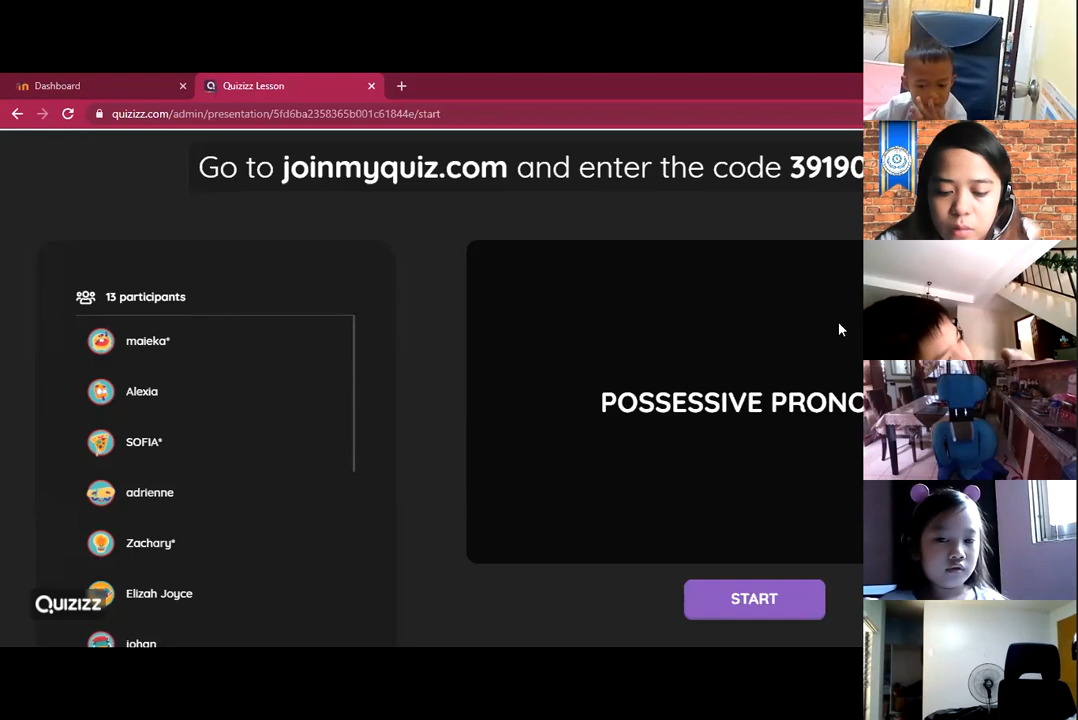 Dashboard
Quizizz Lesson
quizizz.com/admin/presentation/5fd6ba2358365b001c61844e/start
Go to joinmyquiz.com and enter the code 39190
13 participants
maieka*
Alexia
SOFIA*
adrienne
Zachary*
Elizah Joyce
johan
POSSESSIVE PRONO
START
QUIZIZZ